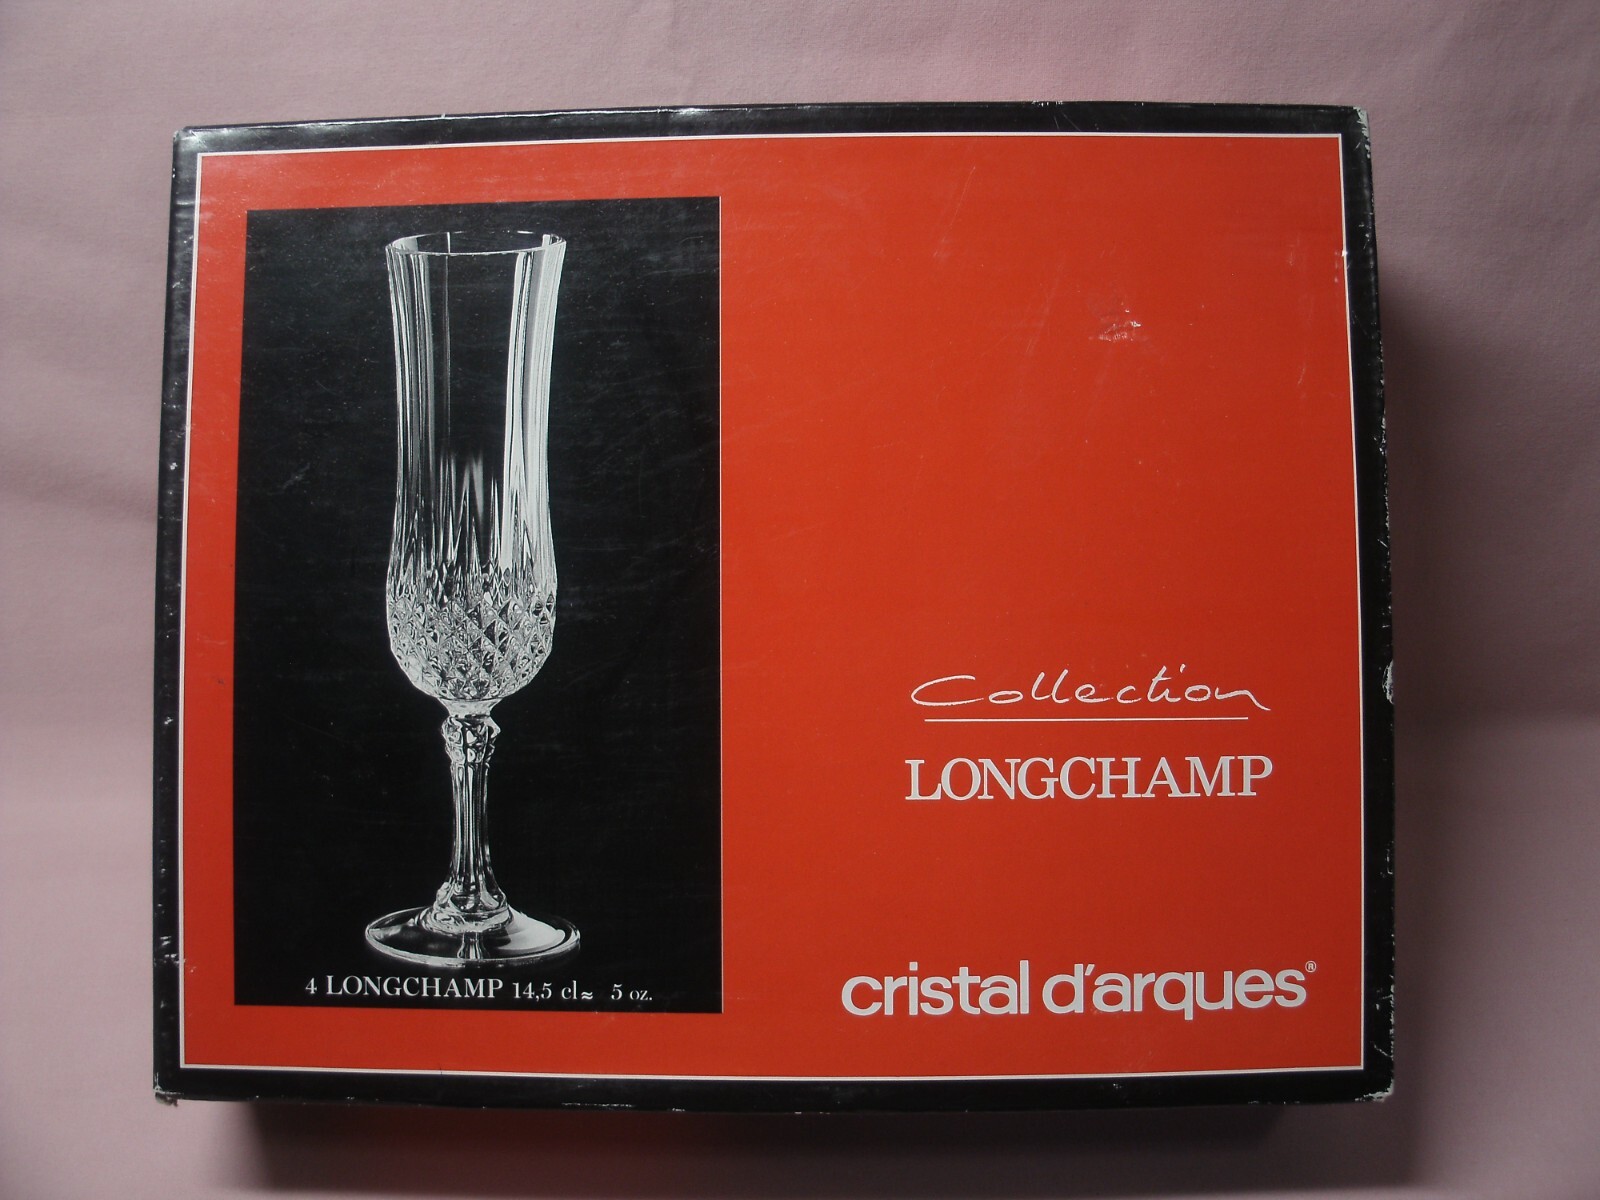 4 LONGCHAMP 14,5 cl ≈ 5 oz.
Collection
LONGCHAMP
cristal d'arques®